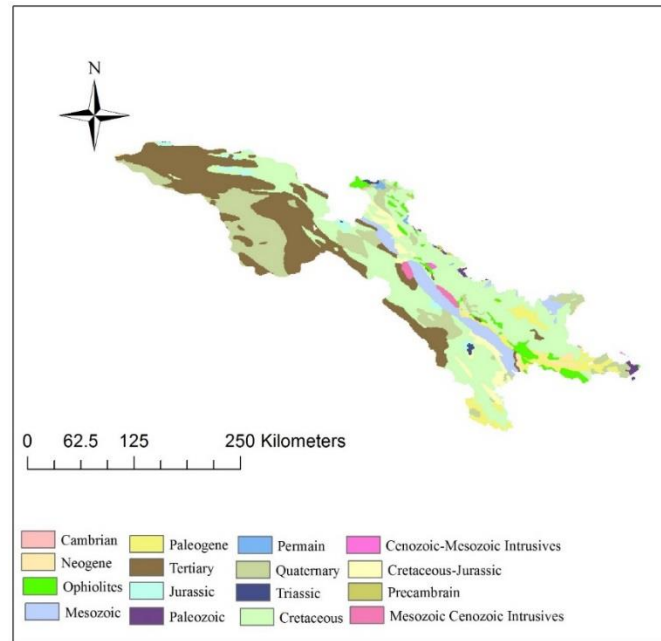 N
0 62.5 125 250 Kilometers
Cambrian Paleogene Permain Cenozoic-Mesozoic Intrusives
Neogene Tertiary Quaternary Cretaceous-Jurassic
Ophiolites Jurassic Triassic Precambrain
Mesozoic Paleozoic Cretaceous Mesozoic Cenozoic Intrusives